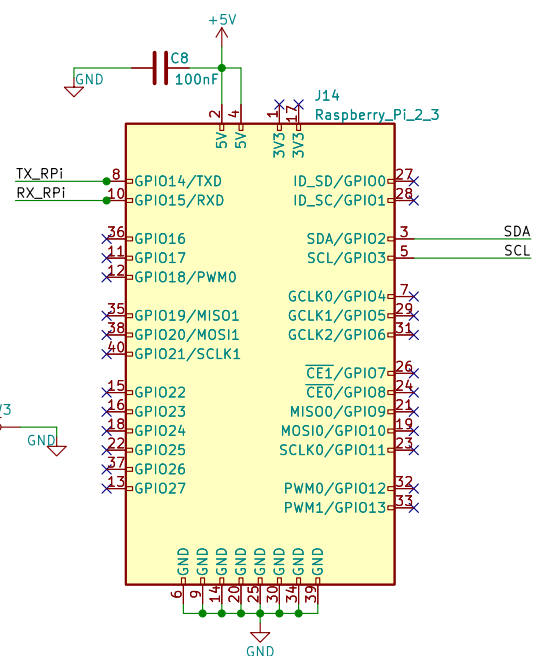 +5V
C8
GND
100nF
J14
Raspberry_Pi_2_3
2 4 1 17
5V 5V 3V3 3V3
TX_RPi 8 GPIO14/TXD ID_SD/GPIO0 27
RX_RPi 10 GPIO15/RXD ID_SC/GPIO1 28
36 GPIO16 SDA/GPIO2 3 SDA
11 GPIO17 SCL/GPIO3 5 SCL
12 GPIO18/PWM0
GCLK0/GPIO4 7
35 GPIO19/MISO1 GCLK1/GPIO5 29
38 GPIO20/MOSI1 GCLK2/GPIO6 31
40 GPIO21/SCLK1
CE1/GPIO7 26
15 GPIO22 CE0/GPIO8 24
16 GPIO23 MISO0/GPIO9 21
18 GPIO24 MOSI0/GPIO10 19
GND
22 GPIO25 SCLK0/GPIO11 23
37 GPIO26
13 GPIO27 PWM0/GPIO12 32
PWM1/GPIO13 33
GND GND GND GND GND GND GND GND
6 9 14 20 25 30 34 39
GND